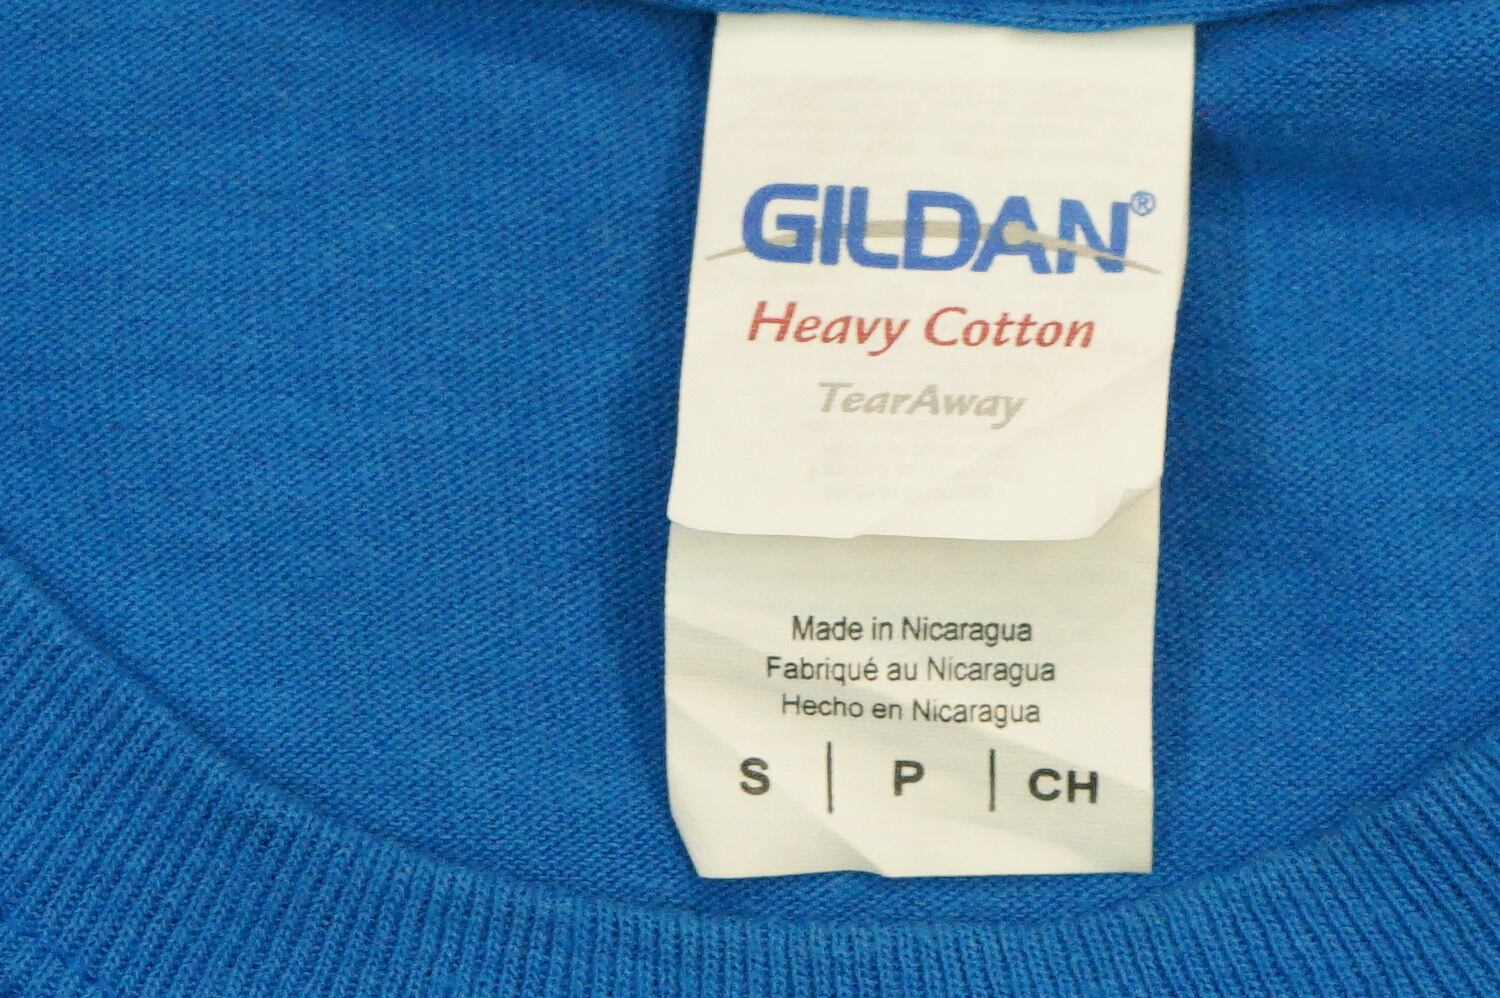 GILDAN®
Heavy Cotton
TearAway
Made in Nicaragua
Fabriqué au Nicaragua
Hecho en Nicaragua
S | P | CH